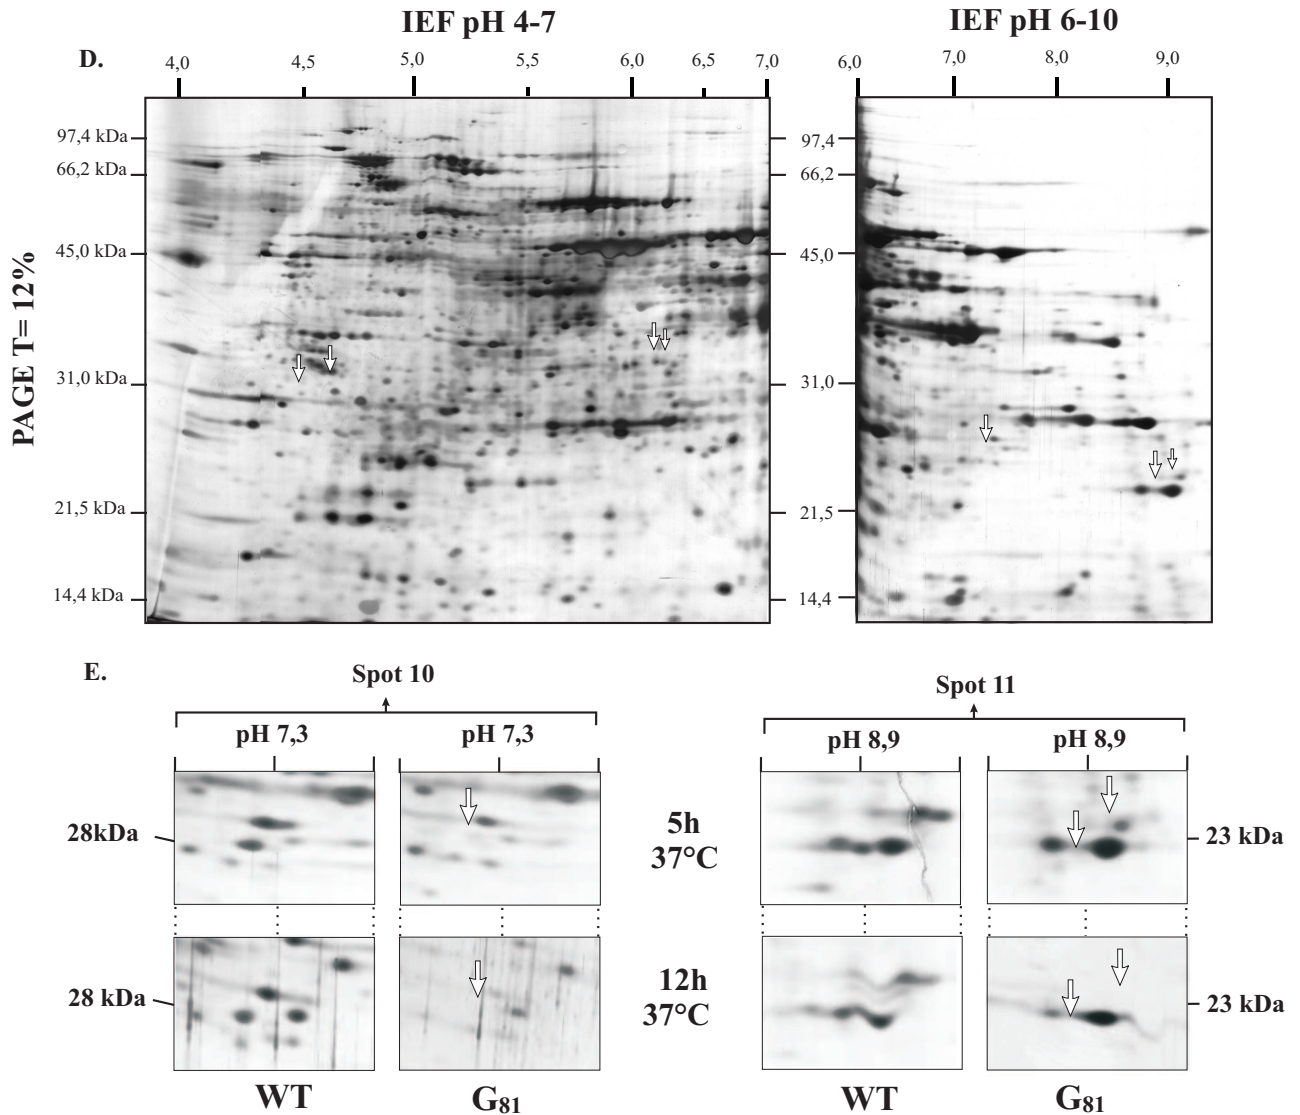 IEF pH 4-7 IEF pH 6-10
D. 4,0 4,5 5,0 5,5 6,0 6,5 7,0 6,0 7,0 8,0 9,0
97,4 kDa 97,4
66,2 kDa 66,2
45,0 kDa 45,0
PAGE T= 12%
31,0 kDa 31,0
21,5 kDa 21,5
14,4 kDa 14,4
E. Spot 10 Spot 11
pH 7,3 pH 7,3 pH 8,9 pH 8,9
28kDa 5h 23 kDa
37°C
28 kDa 12h 23 kDa
37°C
WT G81 WT G81